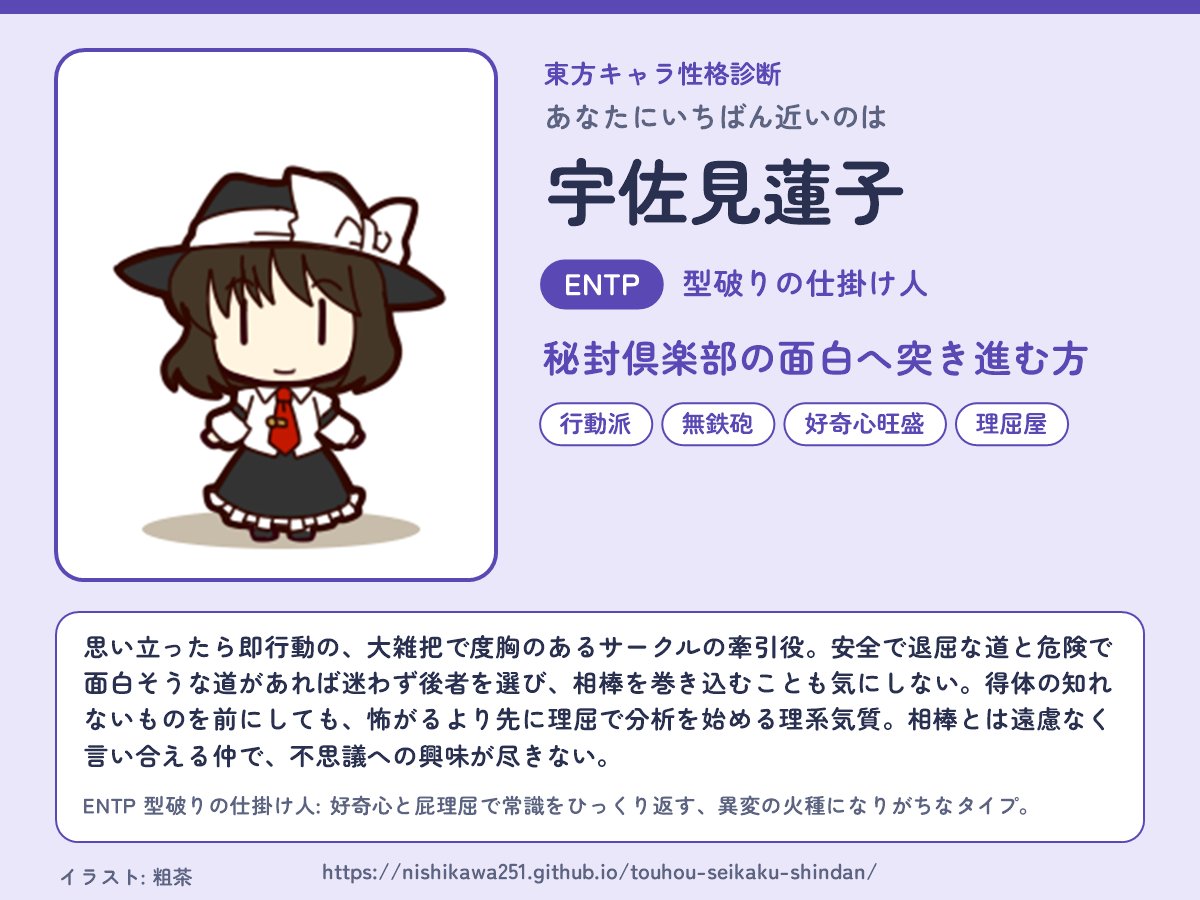 東方キャラ性格診断
あなたにいちばん近いのは
宇佐見蓮子
ENTP 型破りの仕掛け人
秘封倶楽部の面白へ突き進む方
行動派 無鉄砲 好奇心旺盛 理屈屋
思い立ったら即行動の、大雑把で度胸のあるサークルの牽引役。安全で退屈な道と危険で
面白そうな道があれば迷わず後者を選び、相棒を巻き込むことも気にしない。得体の知れ
ないものを前にしても、怖がるより先に理屈で分析を始める理系気質。相棒とは遠慮なく
言い合える仲で、不思議への興味が尽きない。
ENTP 型破りの仕掛け人: 好奇心と屁理屈で常識をひっくり返す、異変の火種になりがちなタイプ。
イラスト: 粗茶
https://nishikawa251.github.io/touhou-seikaku-shindan/